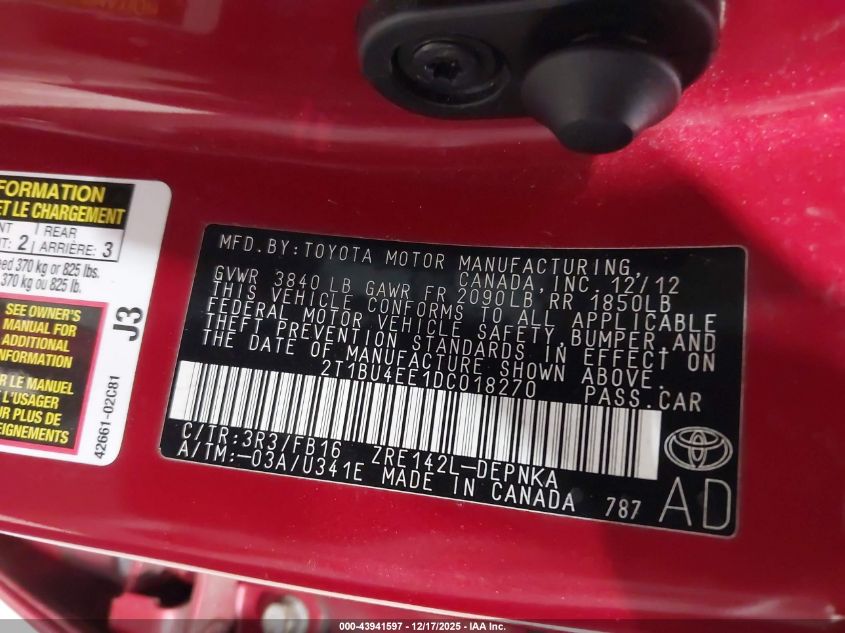 FORMATION
ET LE CHARGEMENT
NT | REAR
T: 2 | ARRIÈRE: 3
ed 370 kg or 825 lbs.
370 kg ou 825 lb.
SEE OWNER'S
MANUAL FOR
ADDITIONAL
INFORMATION
R LE MANUEL
L'USAGER
UR PLUS DE
EIGNEMENTS
J3
42661-02C81
MFD.BY:TOYOTA MOTOR MANUFACTURING,
CANADA, INC. 12/12
GVWR 3840 LB GAWR FR 2090LB, RR 1850LB
THIS VEHICLE CONFORMS TO ALL APPLICABLE
FEDERAL MOTOR VEHICLE SAFETY, BUMPER, AND
THEFT PREVENTION STANDARDS IN EFFECT ON
THE DATE OF MANUFACTURE SHOWN ABOVE.
2T1BU4EE1DC018270 PASS.CAR
C/TR:3R3/FB16 ZRE142L-DEPNKA
A/TM:-03A/U341E MADE IN CANADA 787
AD
000-43941597 - 12/17/2025 - IAA Inc.